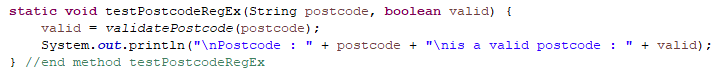 static void testPostcodeRegEx(String postcode, boolean valid) {
    valid = validatePostcode(postcode);
    System.out.println("\nPostcode : " + postcode + "\nis a valid postcode : " + valid);
} //end method testPostcodeRegEx